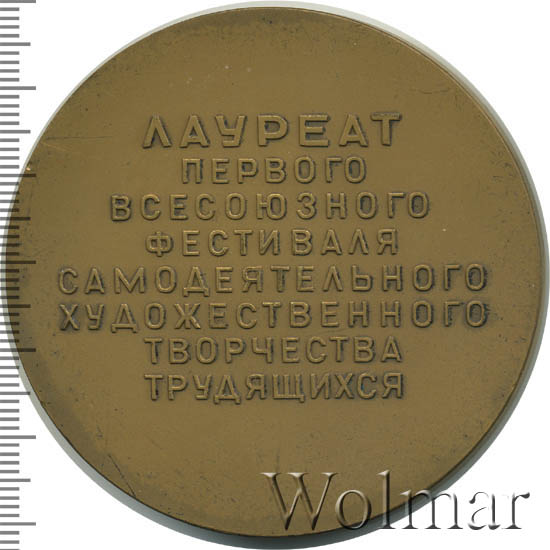 ЛАУРЕАТ
ПЕРВОГО
ВСЕСОЮЗНОГО
ФЕСТИВАЛЯ
САМОДЕЯТЕЛЬНОГО
ХУДОЖЕСТВЕННОГО
ТВОРЧЕСТВА
ТРУДЯЩИХСЯ
Wolmar